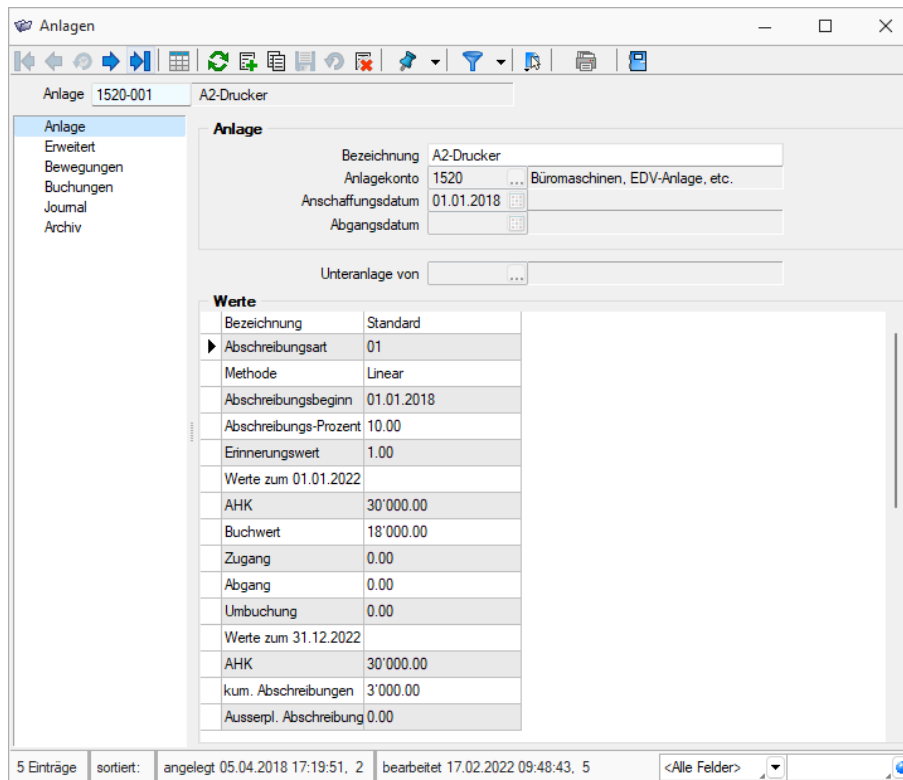 Anlagen
Anlage 1520-001 A2-Drucker
Anlage
Erweitert
Bewegungen
Buchungen
Journal
Archiv
Anlage
Bezeichnung A2-Drucker
Anlagekonto 1520 ... Büromaschinen, EDV-Anlage, etc.
Anschaffungsdatum 01.01.2018
Abgangsdatum
Unteranlage von ...
Werte
Bezeichnung Standard
Abschreibungsart 01
Methode Linear
Abschreibungsbeginn 01.01.2018
Abschreibungs-Prozent 10.00
Erinnerungswert 1.00
Werte zum 01.01.2022
AHK 30'000.00
Buchwert 18'000.00
Zugang 0.00
Abgang 0.00
Umbuchung 0.00
Werte zum 31.12.2022
AHK 30'000.00
kum. Abschreibungen 3'000.00
Ausserpl. Abschreibung 0.00
5 Einträge sortiert: angelegt 05.04.2018 17:19:51, 2 bearbeitet 17.02.2022 09:48:43, 5 <Alle Felder>